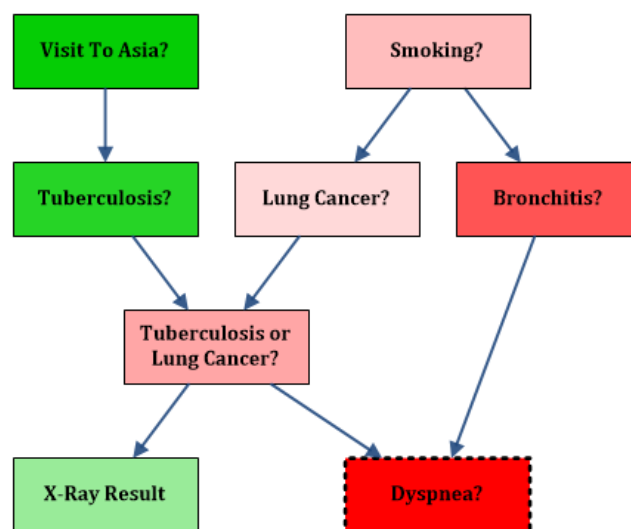 Visit To Asia?
Smoking?
Tuberculosis?
Lung Cancer?
Bronchitis?
Tuberculosis or
Lung Cancer?
X-Ray Result
Dyspnea?